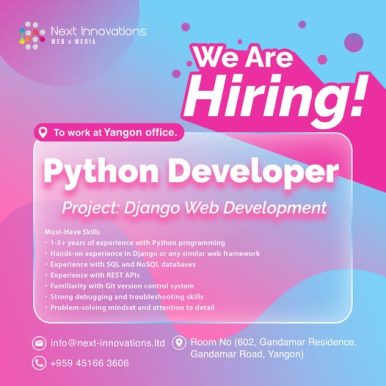 Next Innovations
WEB & MEDIA
We Are
Hiring!
To work at Yangon office.
Python Developer
Project: Django Web Development
Must-Have Skills
• 1-3+ years of experience with Python programming
• Hands-on experience in Django or any similar web framework
• Experience with SQL and NoSQL databases
• Experience with REST APIs
• Familiarity with Git version control system
• Strong debugging and troubleshooting skills
• Problem-solving mindset and attention to detail
info@next-innovations.ltd
+959 45166 3606
Room No (602, Gandamar Residence,
Gandamar Road, Yangon)